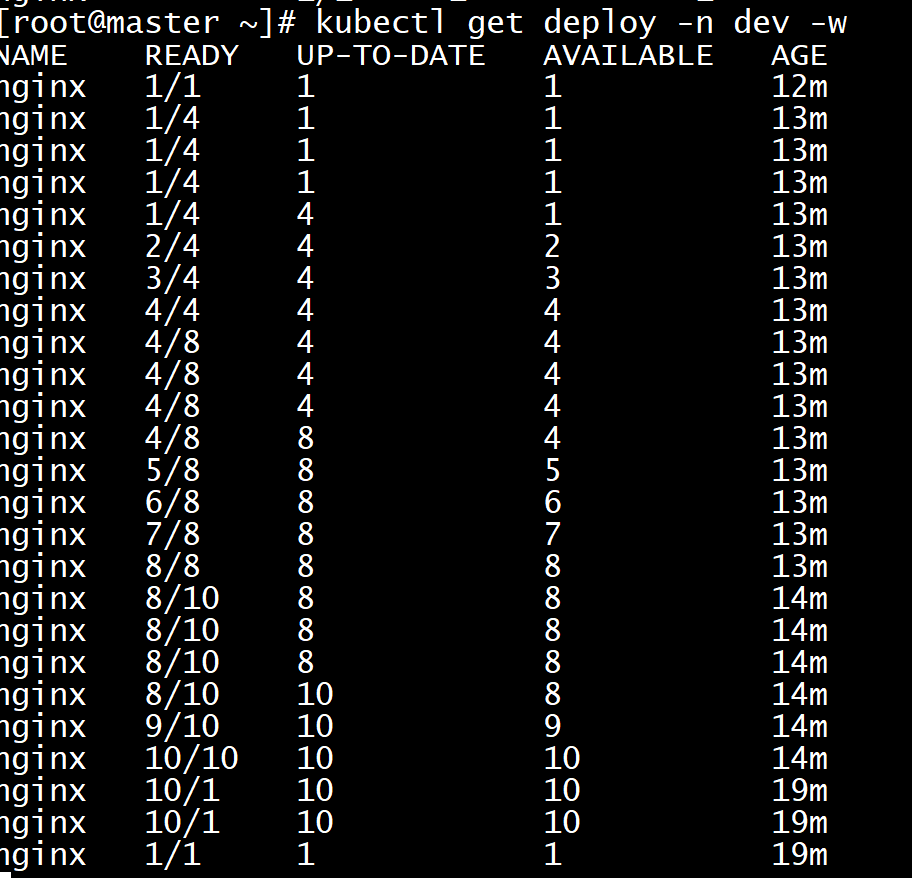 [root@master ~]# kubectl get deploy -n dev -w
NAME READY UP-TO-DATE AVAILABLE AGE
nginx 1/1 1 1 12m
nginx 1/4 1 1 13m
nginx 1/4 1 1 13m
nginx 1/4 1 1 13m
nginx 1/4 4 1 13m
nginx 2/4 4 2 13m
nginx 3/4 4 3 13m
nginx 4/4 4 4 13m
nginx 4/8 4 4 13m
nginx 4/8 4 4 13m
nginx 4/8 4 4 13m
nginx 4/8 8 4 13m
nginx 5/8 8 5 13m
nginx 6/8 8 6 13m
nginx 7/8 8 7 13m
nginx 8/8 8 8 13m
nginx 8/10 8 8 14m
nginx 8/10 8 8 14m
nginx 8/10 8 8 14m
nginx 8/10 10 8 14m
nginx 9/10 10 9 14m
nginx 10/10 10 10 14m
nginx 10/1 10 10 19m
nginx 10/1 10 10 19m
nginx 1/1 1 1 19m